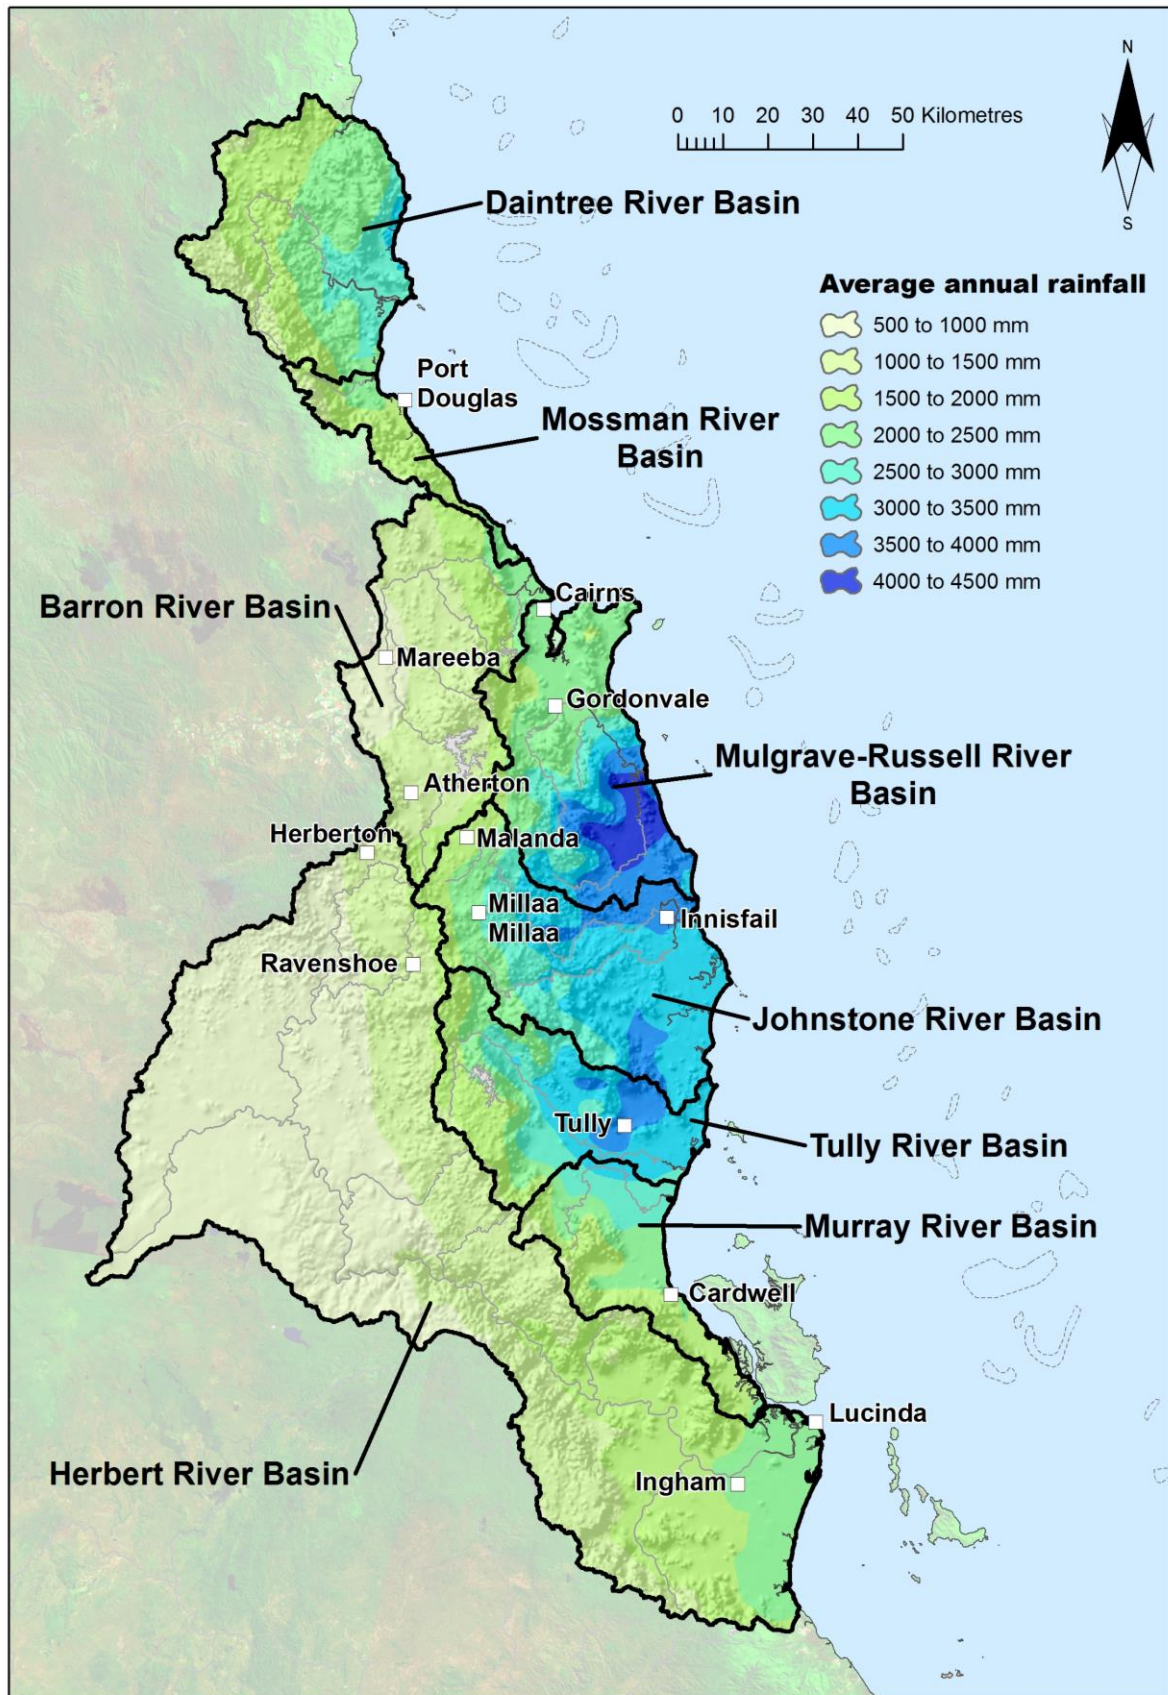 N
0 10 20 30 40 50 Kilometres
S
Daintree River Basin
Average annual rainfall
500 to 1000 mm
1000 to 1500 mm
1500 to 2000 mm
2000 to 2500 mm
2500 to 3000 mm
3000 to 3500 mm
3500 to 4000 mm
4000 to 4500 mm
Port
Douglas
Mossman River
Basin
Cairns
Barron River Basin
Mareeba
Gordonvale
Mulgrave-Russell River
Basin
Atherton
Herberton
Malanda
Millaa
Millaa
Innisfail
Ravenshoe
Johnstone River Basin
Tully
Tully River Basin
Murray River Basin
Cardwell
Lucinda
Herbert River Basin
Ingham